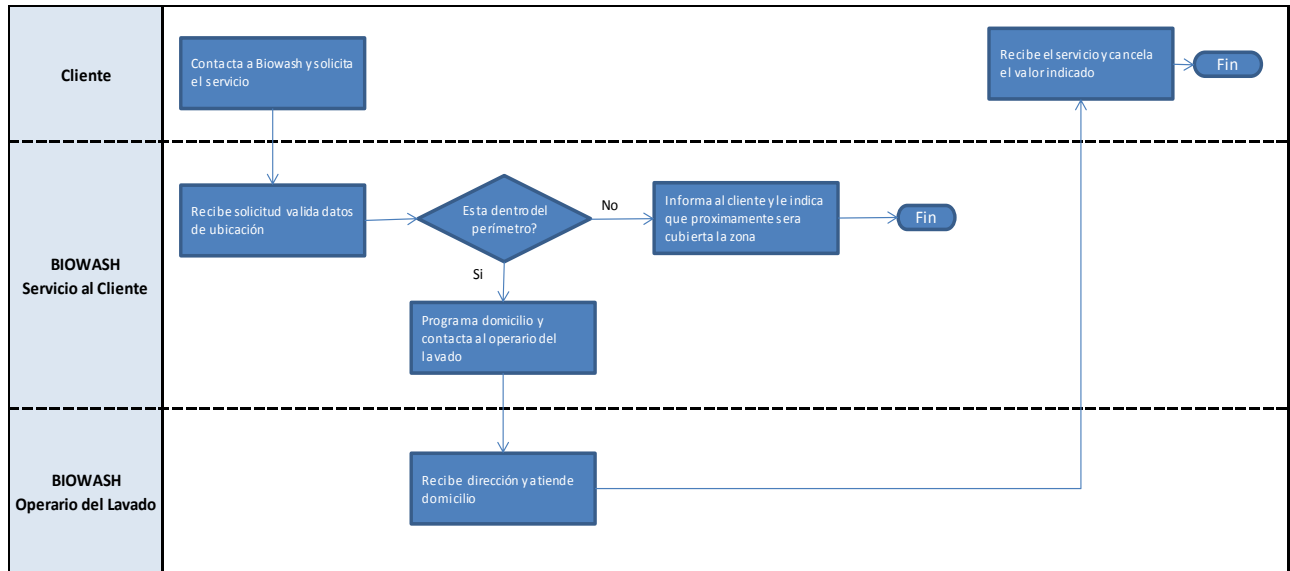 Cliente
Contacta a Biowash y solicita
el servicio
Recibe el servicio y cancela
el valor indicado
Fin
BIOWASH
Servicio al Cliente
Recibe solicitud valida datos
de ubicación
Esta dentro del
perímetro?
No
Informa al cliente y le indica
que proximamente sera
cubierta la zona
Fin
Si
Programa domicilio y
contacta al operario del
lavado
BIOWASH
Operario del Lavado
Recibe dirección y atiende
domicilio